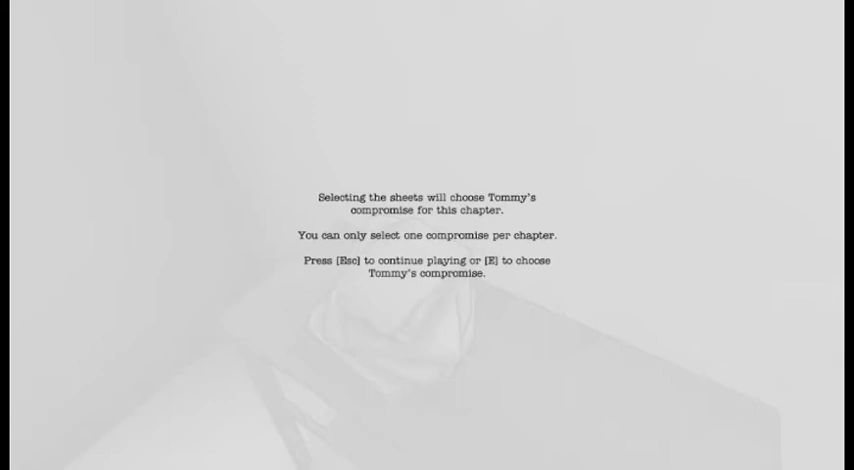 Selecting the sheets will choose Tommy's
compromise for this chapter.
You can only select one compromise per chapter.
Press [Esc] to continue playing or [E] to choose
Tommy's compromise.